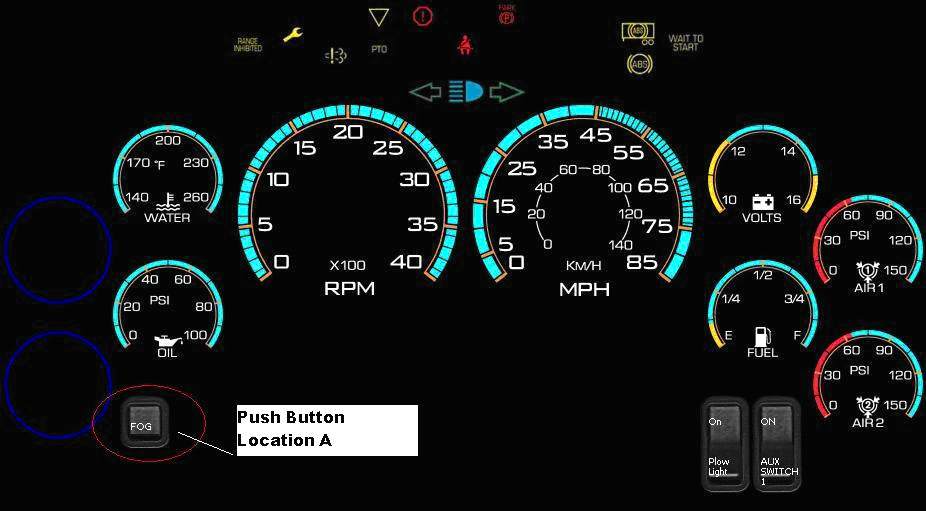 PARK
RANGE
INHIBITED
PTO
ABS
WAIT TO
START
ABS
200
170 °F 230
140 260
WATER
20
15 25
10 30
5 35
0 X100 40
RPM
45
35 55
25 65
15 75
5
0 85
60 80
40 100
20 120
0 140
KM/H
MPH
12 14
10 16
VOLTS
60 90
30 PSI 120
0 1 150
AIR 1
40 60
20 PSI 80
0 100
OIL
1/2
1/4 3/4
E F
FUEL
60 90
30 PSI 120
0 2 150
AIR 2
FOG
Push Button
Location A
On
Plow
Light
ON
AUX
SWITCH
1